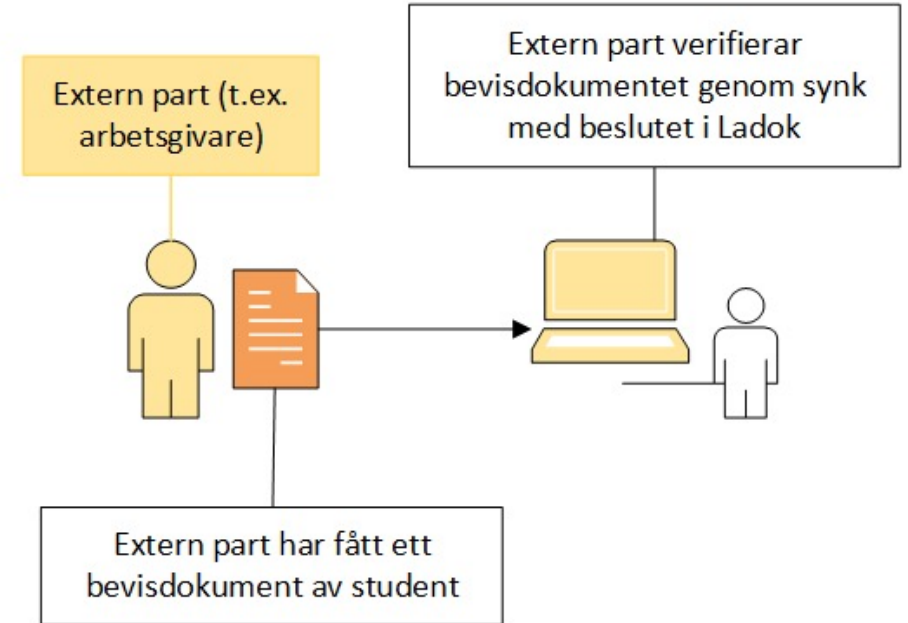 Extern part (t.ex.
arbetsgivare)
Extern part verifierar
bevisdokumentet genom synk
med beslutet i Ladok
Extern part har fått ett
bevisdokument av student